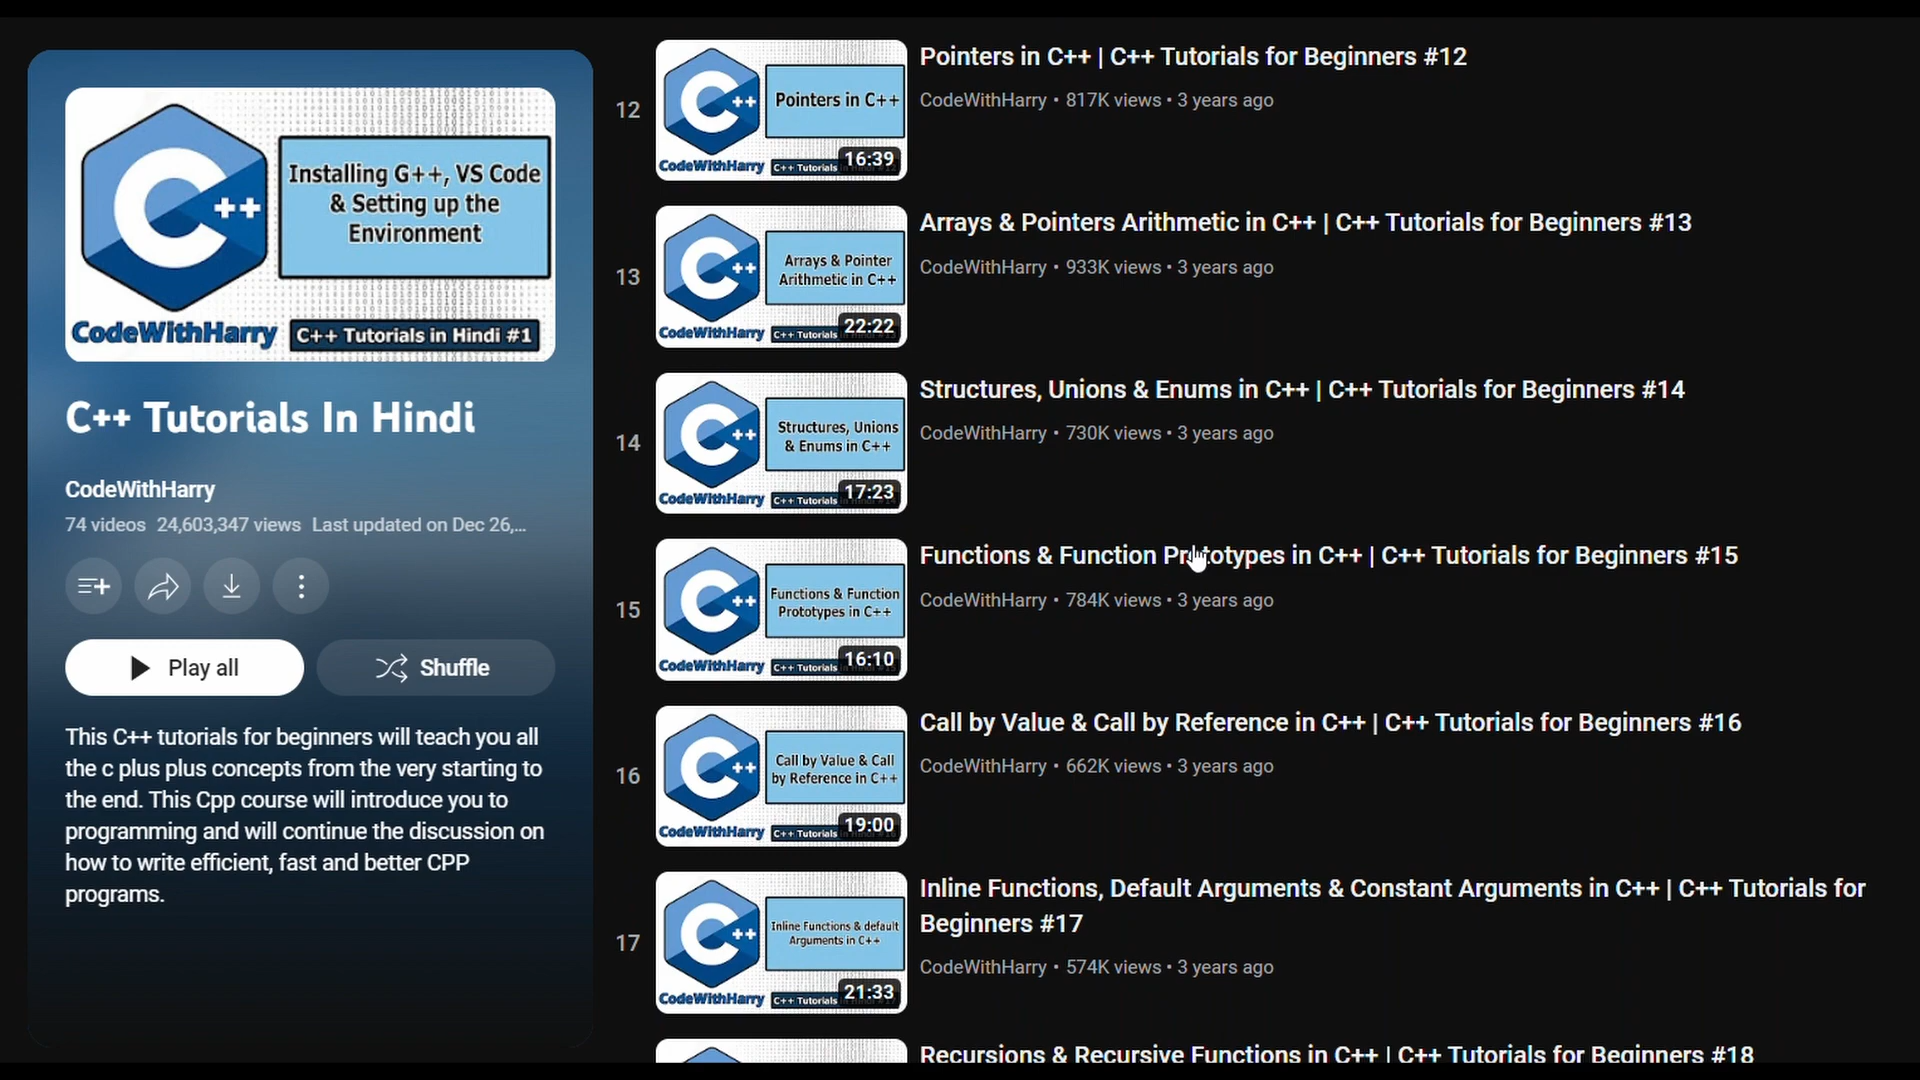 C++
Installing G++, VS Code
& Setting up the
Environment
CodeWithHarry
C++ Tutorials in Hindi #1
C++ Tutorials In Hindi
CodeWithHarry
74 videos 24,603,347 views Last updated on Dec 26,...
Play all
Shuffle
This C++ tutorials for beginners will teach you all
the c plus plus concepts from the very starting to
the end. This Cpp course will introduce you to
programming and will continue the discussion on
how to write efficient, fast and better CPP
programs.
12
C++
Pointers in C++
CodeWithHarry
C++ Tutorials
16:39
Pointers in C++ | C++ Tutorials for Beginners #12
CodeWithHarry • 817K views • 3 years ago
13
C++
Arrays & Pointer
Arithmetic in C++
CodeWithHarry
C++ Tutorials
22:22
Arrays & Pointers Arithmetic in C++ | C++ Tutorials for Beginners #13
CodeWithHarry • 933K views • 3 years ago
14
C++
Structures, Unions
& Enums in C++
CodeWithHarry
C++ Tutorials
17:23
Structures, Unions & Enums in C++ | C++ Tutorials for Beginners #14
CodeWithHarry • 730K views • 3 years ago
15
C++
Functions & Function
Prototypes in C++
CodeWithHarry
C++ Tutorials
16:10
Functions & Function Prototypes in C++ | C++ Tutorials for Beginners #15
CodeWithHarry • 784K views • 3 years ago
16
C++
Call by Value & Call
by Reference in C++
CodeWithHarry
C++ Tutorials
19:00
Call by Value & Call by Reference in C++ | C++ Tutorials for Beginners #16
CodeWithHarry • 662K views • 3 years ago
17
C++
Inline Functions & default
Arguments in C++
CodeWithHarry
C++ Tutorials
21:33
Inline Functions, Default Arguments & Constant Arguments in C++ | C++ Tutorials for
Beginners #17
CodeWithHarry • 574K views • 3 years ago
Recursions & Recursive Functions in C++ | C++ Tutorials for Beginners #18